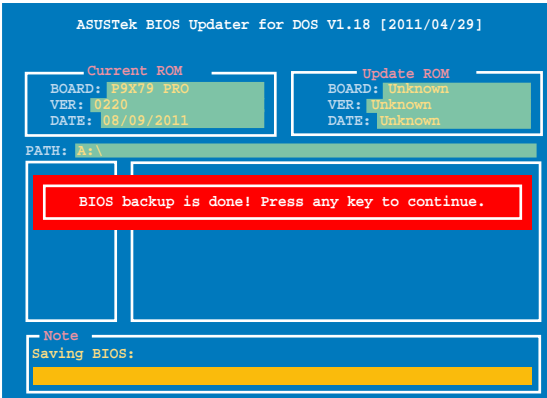 ASUSTek BIOS Updater for DOS V1.18 [2011/04/29]
Current ROM
BOARD: P9X79 PRO
VER: 0220
DATE: 08/09/2011
Update ROM
BOARD: Unknown
VER: Unknown
DATE: Unknown
PATH: A:\
BIOS backup is done! Press any key to continue.
Note
Saving BIOS: